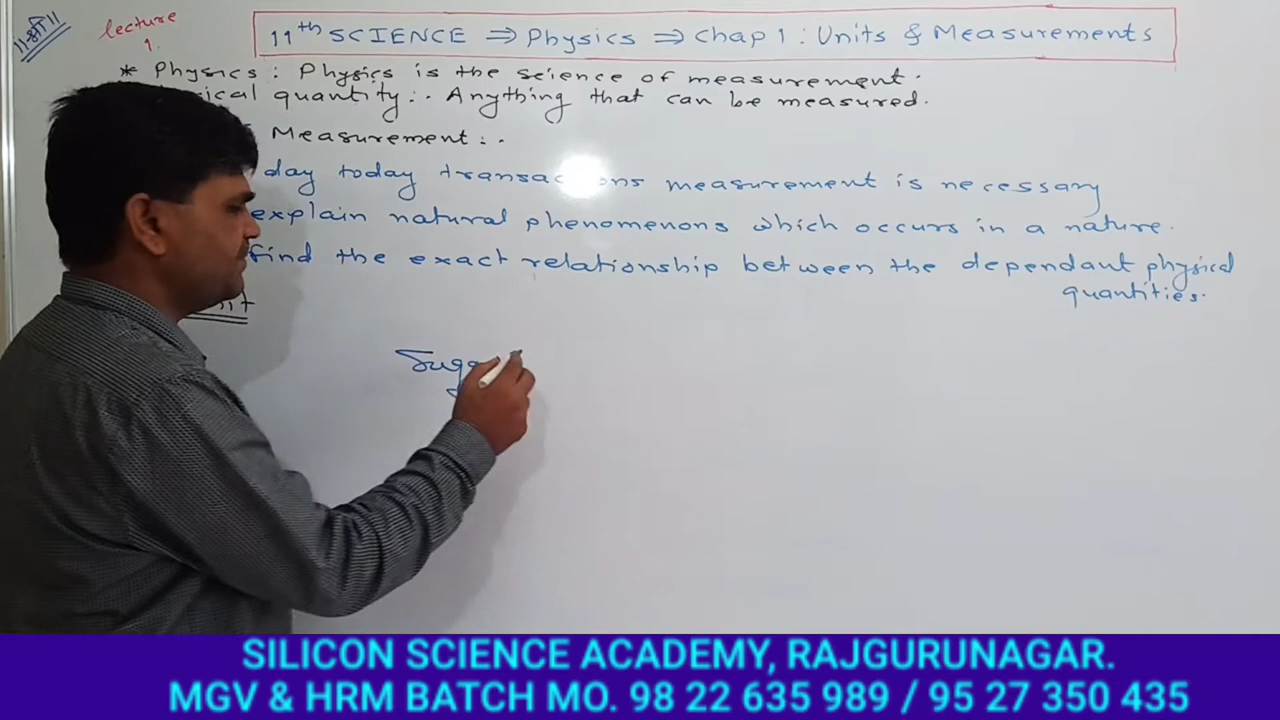 ॥श्री॥
lecture
1.
11th SCIENCE ⇒ Physics ⇒ Chap 1 : Units & Measurements
* Physics : Physics is the science of measurement.
quantity:. Anything that can be measured.
Measurement :.
day today transactions measurement is necessary
explain natural phenomenons which occurs in a nature.
find the exact relationship between the dependant physical
quantities.
SILICON SCIENCE ACADEMY, RAJGURUNAGAR.
MGV & HRM BATCH MO. 98 22 635 989 / 95 27 350 435